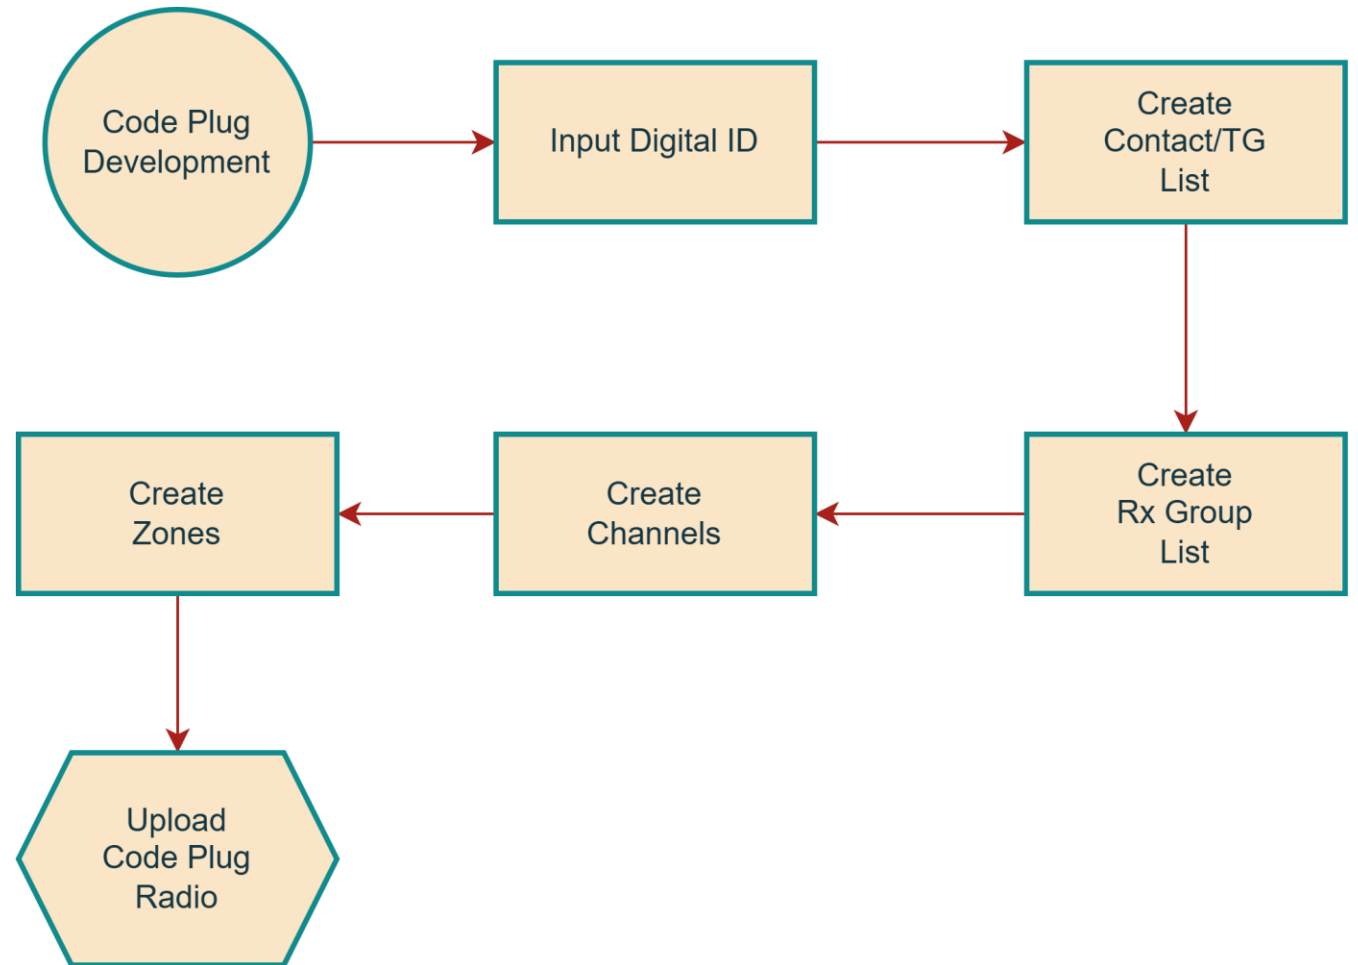 Code Plug
Development
Input Digital ID
Create
Contact/TG
List
Create
Rx Group
List
Create
Channels
Create
Zones
Upload
Code Plug
Radio